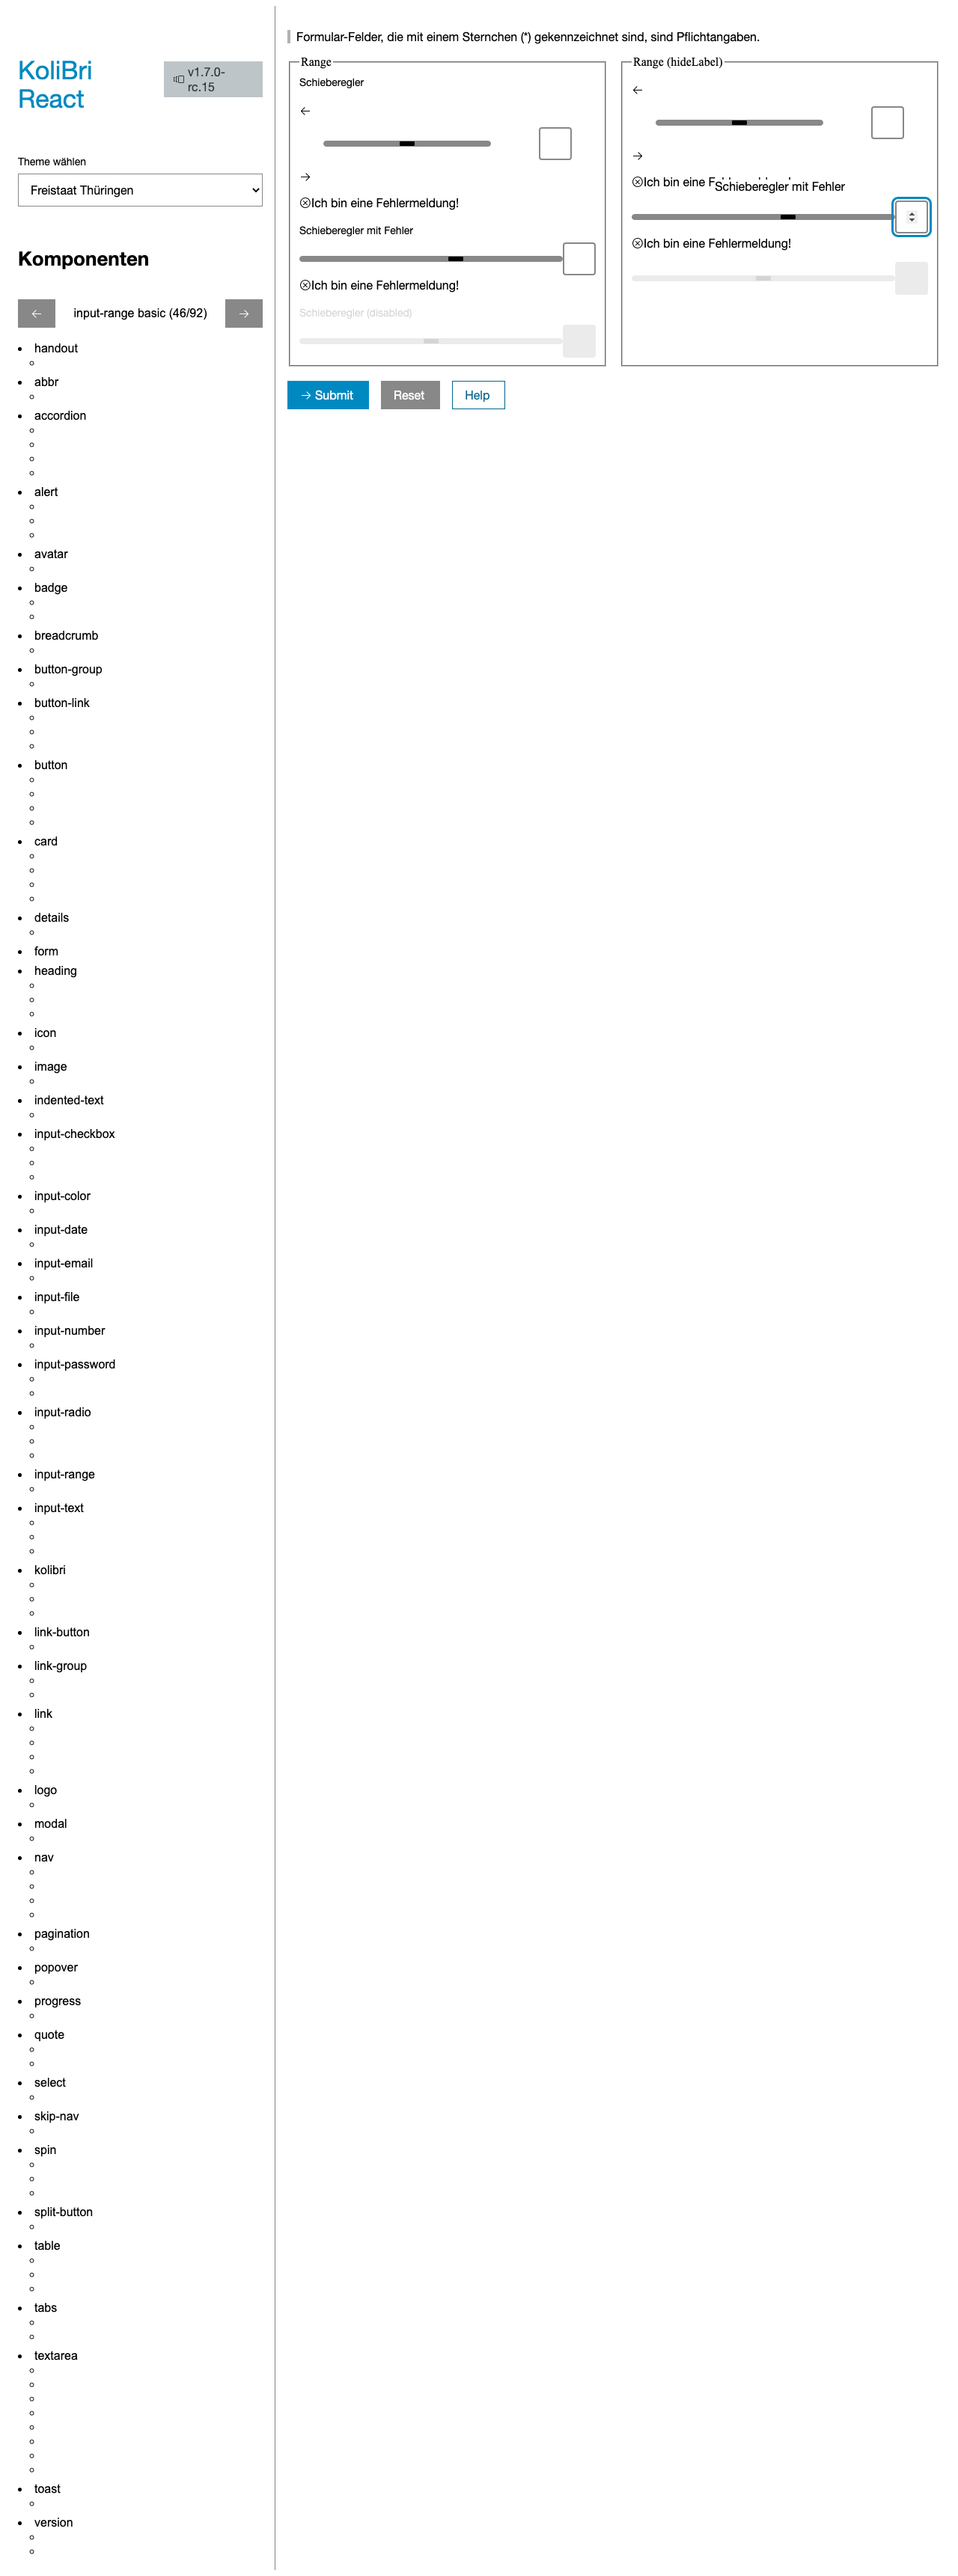 KoliBri
React
v1.7.0-
rc.15
Theme wählen
Freistaat Thüringen
Komponenten
input-range basic (46/92)
handout
abbr
accordion
alert
avatar
badge
breadcrumb
button-group
button-link
button
card
details
form
heading
icon
image
indented-text
input-checkbox
input-color
input-date
input-email
input-file
input-number
input-password
input-radio
input-range
input-text
kolibri
link-button
link-group
link
logo
modal
nav
pagination
popover
progress
quote
select
skip-nav
spin
split-button
table
tabs
textarea
toast
version
Formular-Felder, die mit einem Sternchen (*) gekennzeichnet sind, sind Pflichtangaben.
Range
Schieberegler
Ich bin eine Fehlermeldung!
Schieberegler mit Fehler
Ich bin eine Fehlermeldung!
Schieberegler (disabled)
Range (hideLabel)
Ich bin eine
Schieberegler mit Fehler
Ich bin eine Fehlermeldung!
Submit
Reset
Help